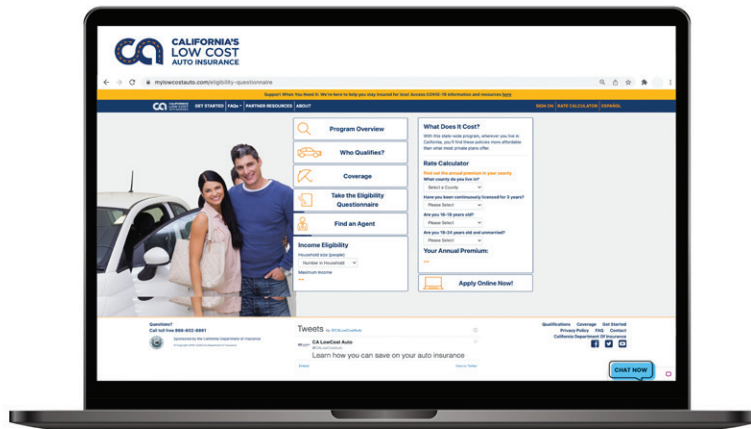 CALIFORNIA'S
LOW COST
AUTO INSURANCE
mylowcostauto.com/eligibility-questionnaire
Support When You Need It: We're here to help you stay insured for less! Access COVID-19 information and resources here
GET STARTED | FAQs | PARTNER RESOURCES | ABOUT
SIGN ON | RATE CALCULATOR | ESPAÑOL
Program Overview
Who Qualifies?
Coverage
Take the Eligibility
Questionnaire
Find an Agent
Income Eligibility
Household size (people)
Number in Household
Maximum Income
--
What Does It Cost?
With this state-wide program, wherever you live in
California, you'll find these policies more affordable
than what most private plans offer.
Rate Calculator
Find out the annual premium in your county
What county do you live in?
Select a County
Have you been continuously licensed for 3 years?
Please Select
Are you 16-18 years old?
Please Select
Are you 19-24 years old and unmarried?
Please Select
Your Annual Premium:
--
Apply Online Now!
Questions?
Call toll free 866-602-8861
Sponsored by the California Department of Insurance
Tweets by @CALowCostAuto
CA LowCost Auto
@CALowCostAuto
Learn how you can save on your auto insurance
Embed
View on Twitter
Qualifications Coverage Get Started
Privacy Policy FAQ Contact
California Department Of Insurance
CHAT NOW